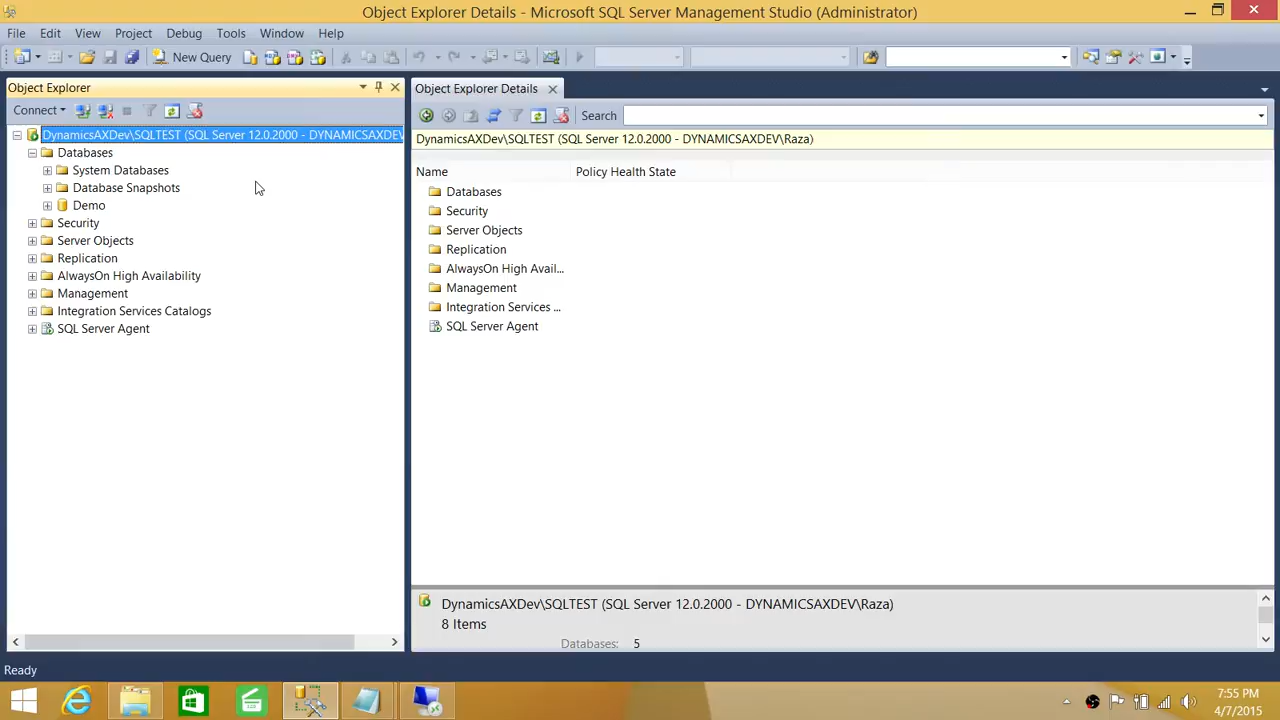 Object Explorer Details - Microsoft SQL Server Management Studio (Administrator)
File Edit View Project Debug Tools Window Help
New Query
Object Explorer
Connect
DynamicsAXDev\SQLTEST (SQL Server 12.0.2000 - DYNAMICSAXDEV
Databases
System Databases
Database Snapshots
Demo
Security
Server Objects
Replication
AlwaysOn High Availability
Management
Integration Services Catalogs
SQL Server Agent
Object Explorer Details
Search
DynamicsAXDev\SQLTEST (SQL Server 12.0.2000 - DYNAMICSAXDEV\Raza)
Name Policy Health State
Databases
Security
Server Objects
Replication
AlwaysOn High Avail...
Management
Integration Services ...
SQL Server Agent
DynamicsAXDev\SQLTEST (SQL Server 12.0.2000 - DYNAMICSAXDEV\Raza)
8 Items
Databases: 5
Ready
7:55 PM
4/7/2015